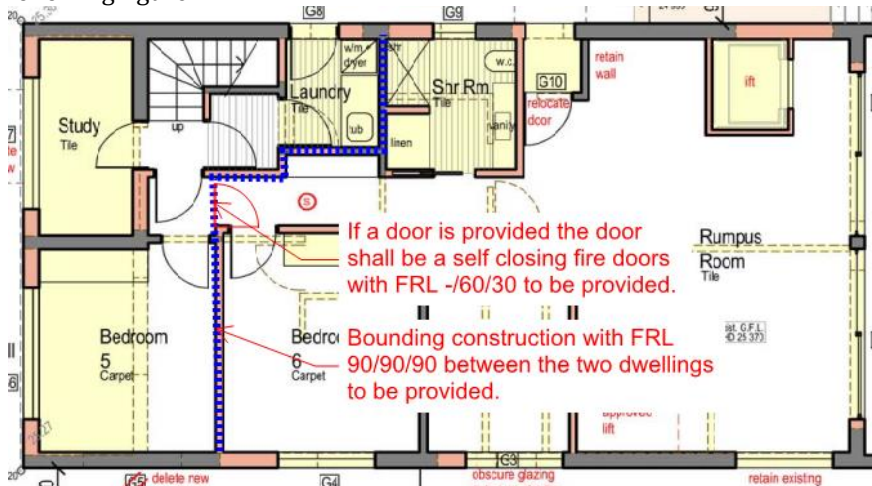 G8
G9
w/m
dryer
shr
w.c.
retain
wall
lift
G10
Laundry
Tile
Shr Rm
Tile
Study
Tile
up
tub
linen
vanity
relocate
door
S
If a door is provided the door
shall be a self closing fire doors
with FRL -/60/30 to be provided.
Rumpus
Room
Tile
Bedroom
5
Carpet
6
Carpet
Bounding construction with FRL
90/90/90 between the two dwellings
to be provided.
approved
lift
G5
delete new
G4
G3
obscure glazing
retain existing